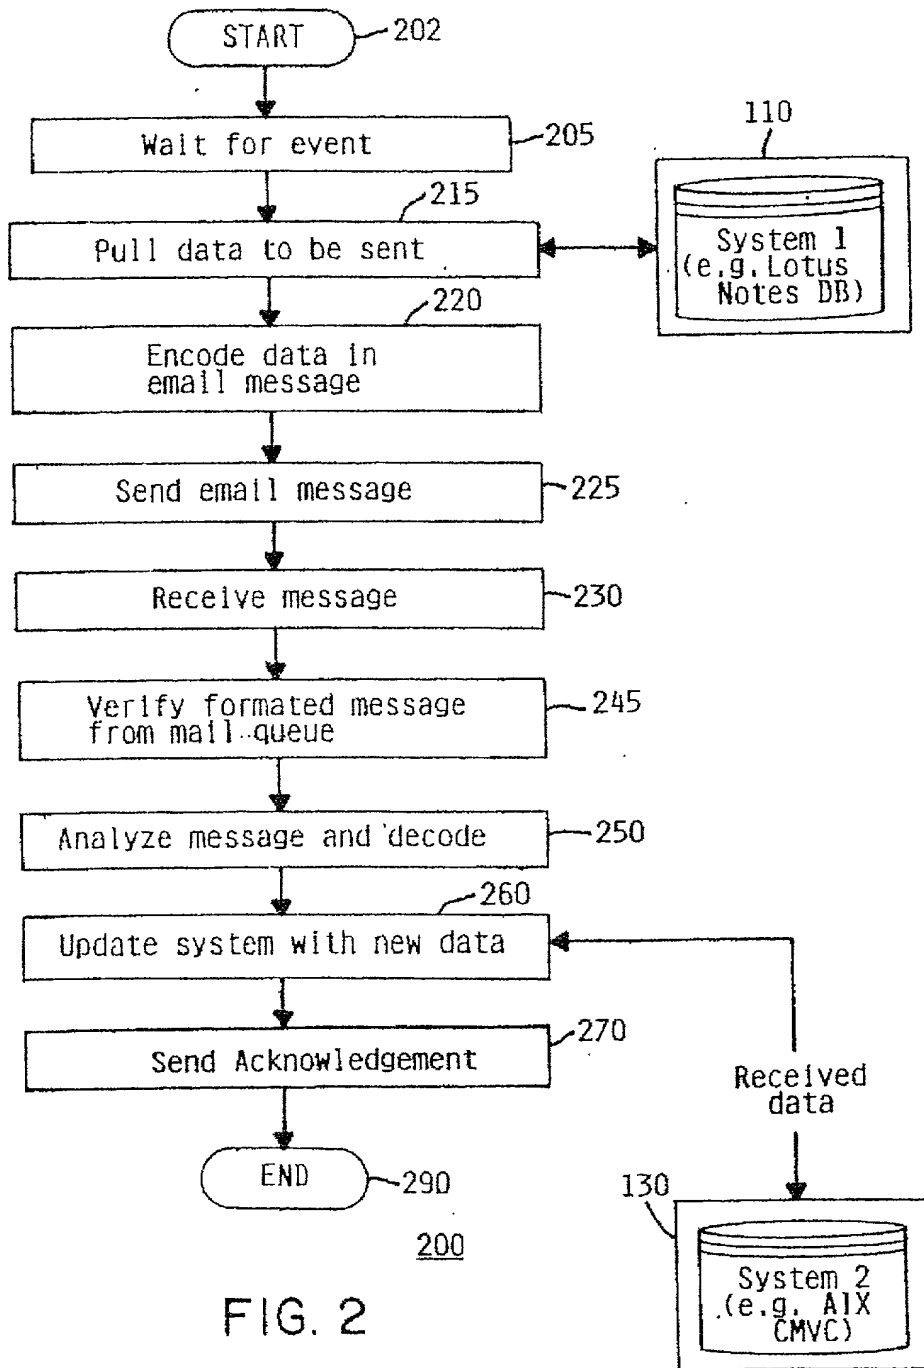 START
202
Wait for event
205
110
215
Pull data to be sent
System 1
(e.g. Lotus
Notes DB)
220
Encode data in
email message
Send email message
225
Receive message
230
Verify formated message
from mail queue
245
Analyze message and decode
250
260
Update system with new data
270
Send Acknowledgement
Received
data
END
290
130
200
System 2
(e.g. AIX
CMVC)
FIG. 2